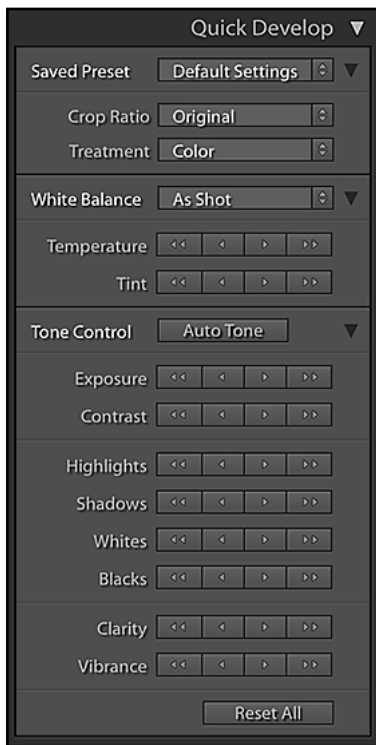 Quick Develop
Saved Preset Default Settings
Crop Ratio Original
Treatment Color
White Balance As Shot
Temperature
Tint
Tone Control Auto Tone
Exposure
Contrast
Highlights
Shadows
Whites
Blacks
Clarity
Vibrance
Reset All